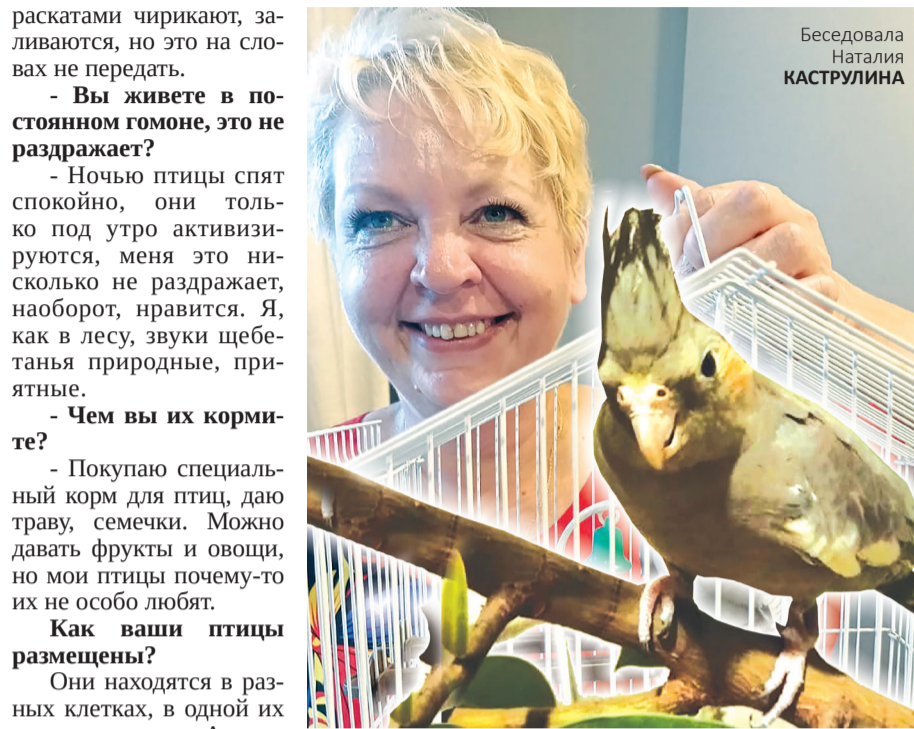 раскатами чирикают, за-
ливаются, но это на сло-
вах не передать.
- Вы живете в по-
стоянном гомоне, это не
раздражает?
- Ночью птицы спят
спокойно, они толь-
ко под утро активизи-
руются, меня это ни-
сколько не раздражает,
наоборот, нравится. Я,
как в лесу, звуки щебе-
танья природные, при-
ятные.
- Чем вы их корми-
те?
- Покупаю специаль-
ный корм для птиц, даю
траву, семечки. Можно
давать фрукты и овощи,
но мои птицы почему-то
их не особо любят.
Как ваши птицы
размещены?
Они находятся в раз-
ных клетках, в одной их
Беседовала
Наталия
КАСТРУЛИНА